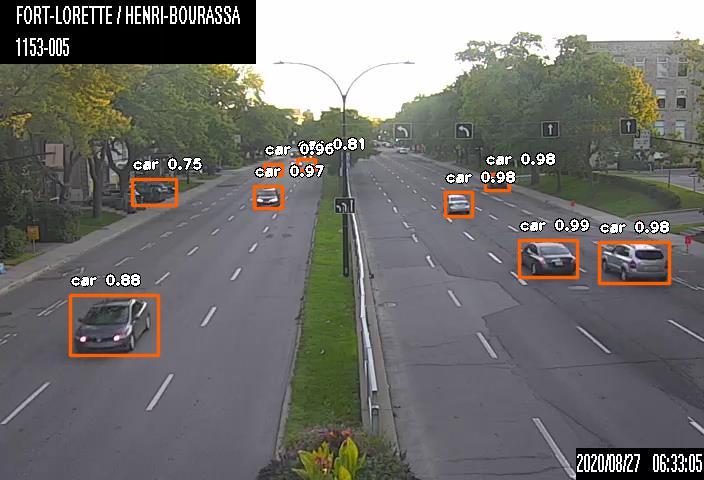 FORT-LORETTE / HENRI-BOURASSA
1153-005
car 0.96
0.81
car 0.75
car 0.97
car 0.98
car 0.98
car 0.99
car 0.98
car 0.88
2020/08/27 06:33:05